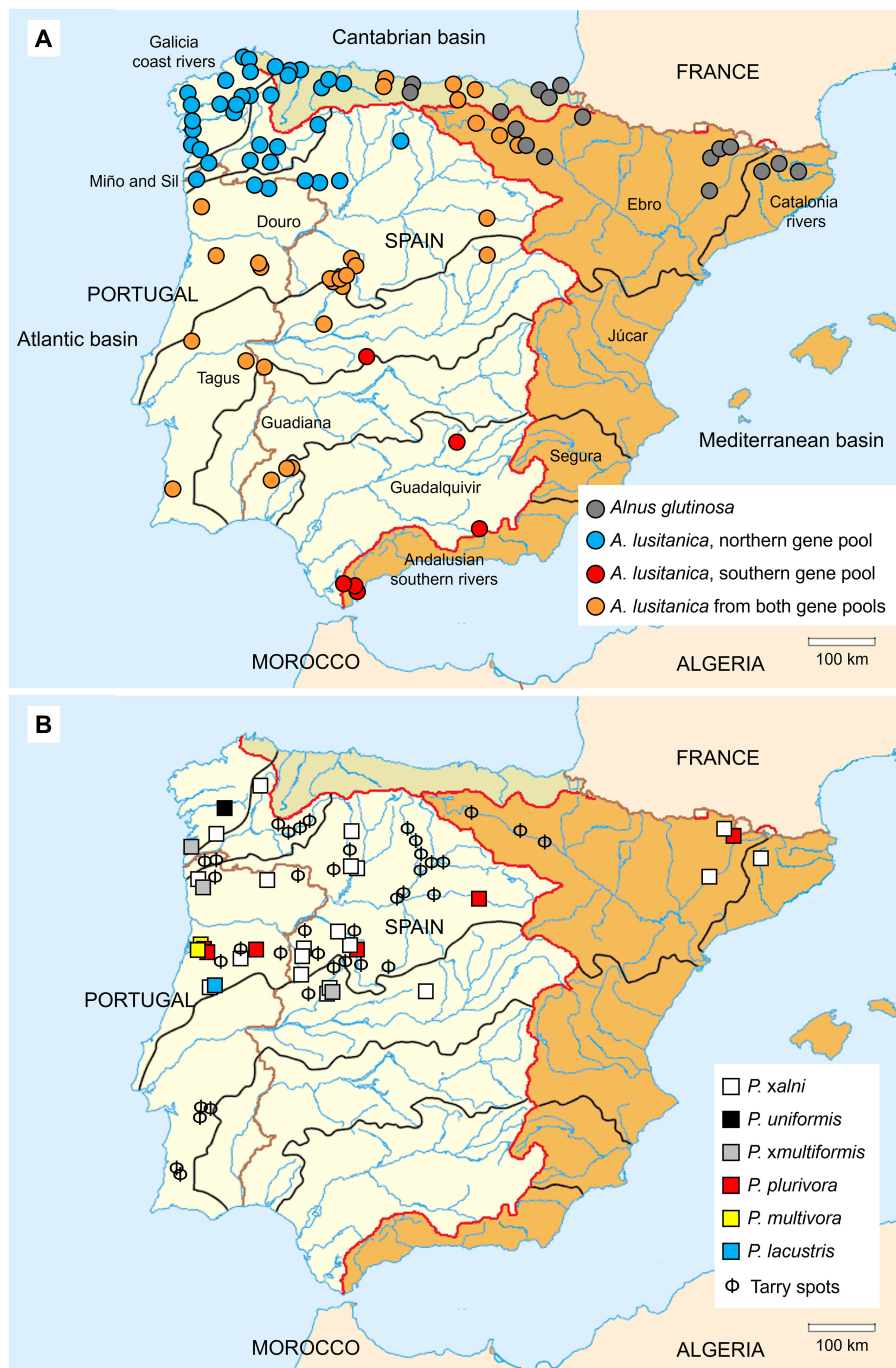 A
Cantabrian basin
Galicia
coast rivers
FRANCE
Miño and Sil
Douro
Ebro
Catalonia
rivers
SPAIN
PORTUGAL
Atlantic basin
Júcar
Tagus
Guadiana
Mediterranean basin
Segura
Guadalquivir
Andalusian
southern rivers
Alnus glutinosa
A. lusitanica, northern gene pool
A. lusitanica, southern gene pool
A. lusitanica from both gene pools
MOROCCO
ALGERIA
100 km
B
FRANCE
SPAIN
PORTUGAL
P. xalni
P. uniformis
P. xmultiformis
P. plurivora
P. multivora
P. lacustris
Φ Tarry spots
MOROCCO
ALGERIA
100 km